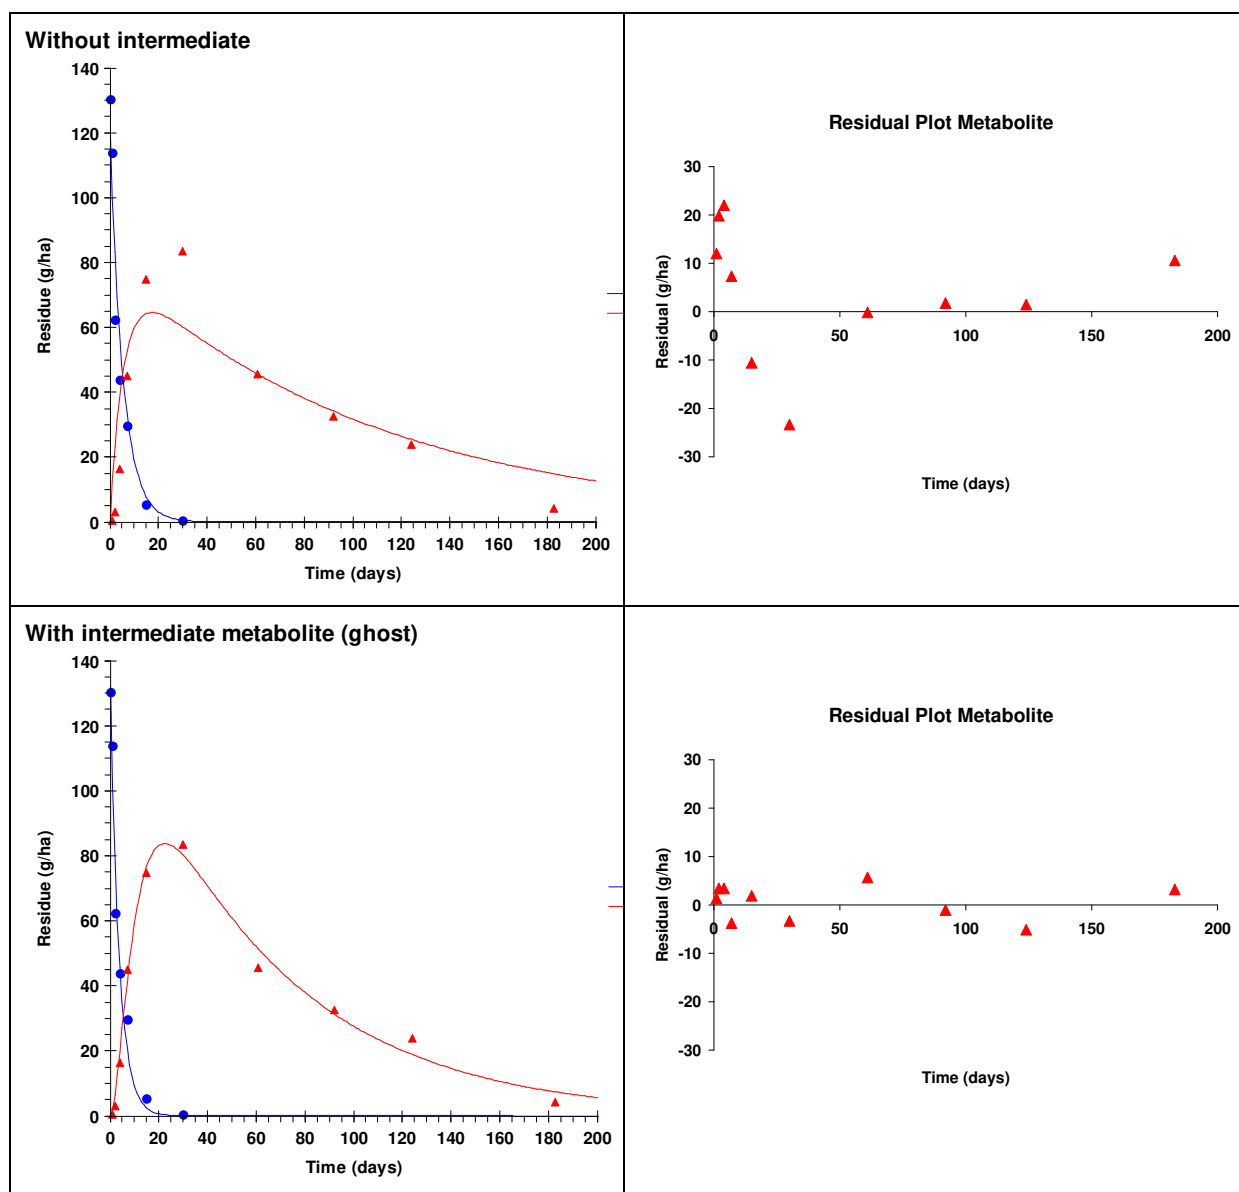 Without intermediate
140
120
100
80
60
40
20
0
Residue (g/ha)
0 20 40 60 80 100 120 140 160 180 200
Time (days)
Residual Plot Metabolite
30
20
10
0
-10
-20
-30
Residual (g/ha)
0 50 100 150 200
Time (days)
With intermediate metabolite (ghost)
140
120
100
80
60
40
20
0
Residue (g/ha)
0 20 40 60 80 100 120 140 160 180 200
Time (days)
Residual Plot Metabolite
30
20
10
0
-10
-20
-30
Residual (g/ha)
0 50 100 150 200
Time (days)